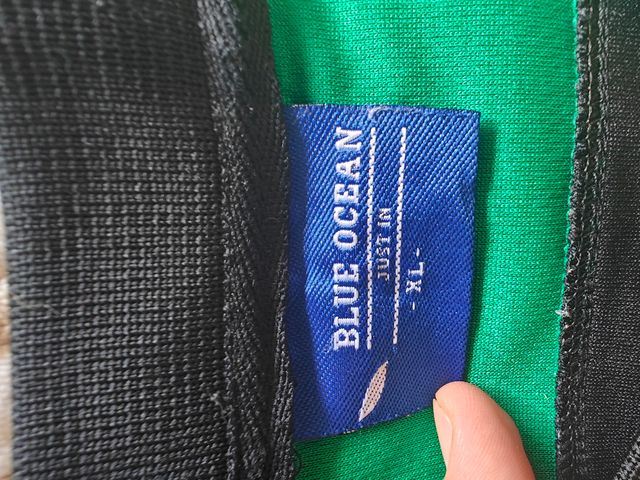 BLUE OCEAN
JUST IN
- XL -